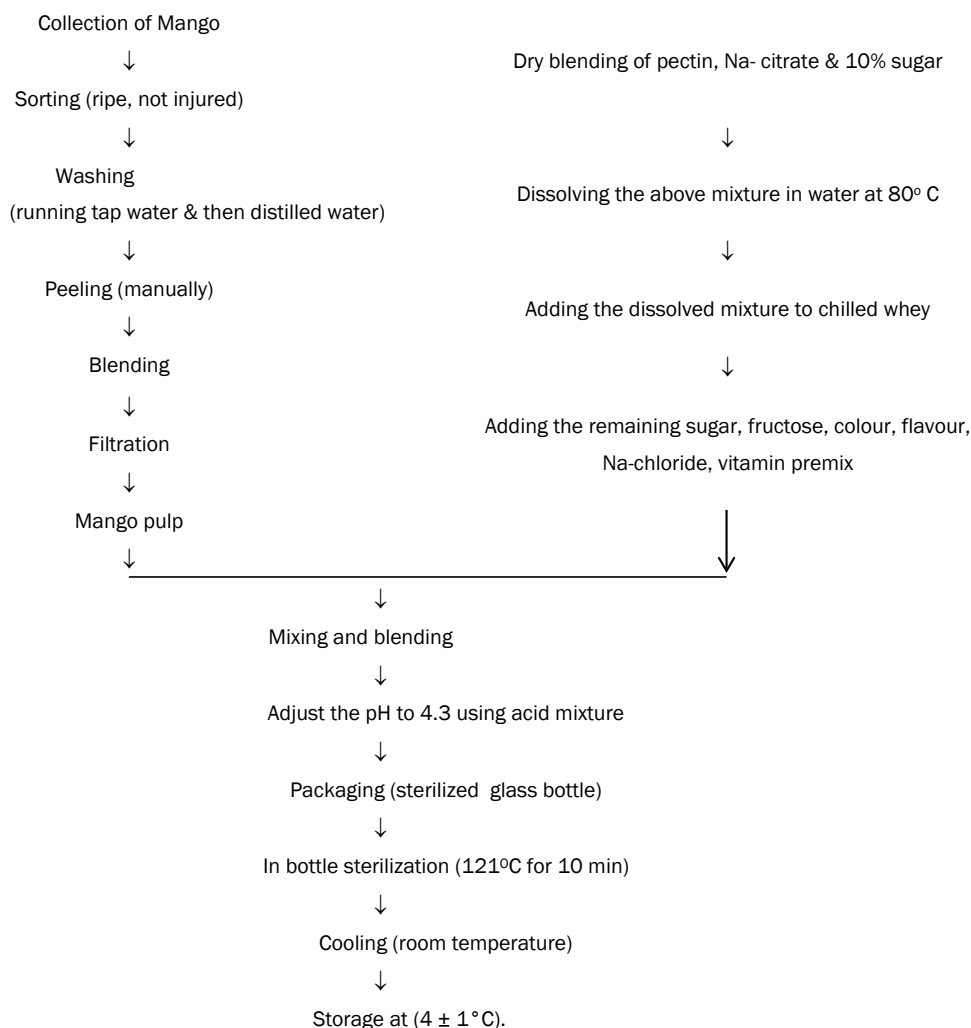 Collection of Mango
↓
Sorting (ripe, not injured)
↓
Washing
(running tap water & then distilled water)
↓
Peeling (manually)
↓
Blending
↓
Filtration
↓
Mango pulp
↓
Dry blending of pectin, Na- citrate & 10% sugar
↓
Dissolving the above mixture in water at 80º C
↓
Adding the dissolved mixture to chilled whey
↓
Adding the remaining sugar, fructose, colour, flavour,
Na-chloride, vitamin premix
↓
↓
Mixing and blending
↓
Adjust the pH to 4.3 using acid mixture
↓
Packaging (sterilized glass bottle)
↓
In bottle sterilization (121ºC for 10 min)
↓
Cooling (room temperature)
↓
Storage at (4 ± 1°C).